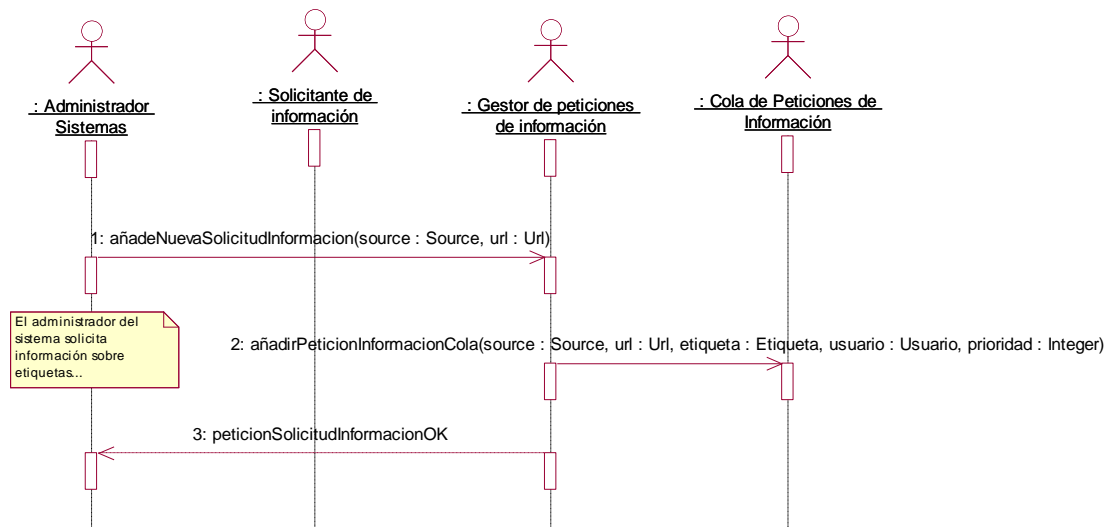 : Administrador
Sistemas
: Solicitante de
información
: Gestor de peticiones
de información
: Cola de Peticiones de
Información
1: añadeNuevaSolicitudInformacion(source : Source, url : Url)
El administrador del
sistema solicita
información sobre
etiquetas...
2: añadirPeticionInformacionCola(source : Source, url : Url, etiqueta : Etiqueta, usuario : Usuario, prioridad : Integer)
3: peticionSolicitudInformacionOK